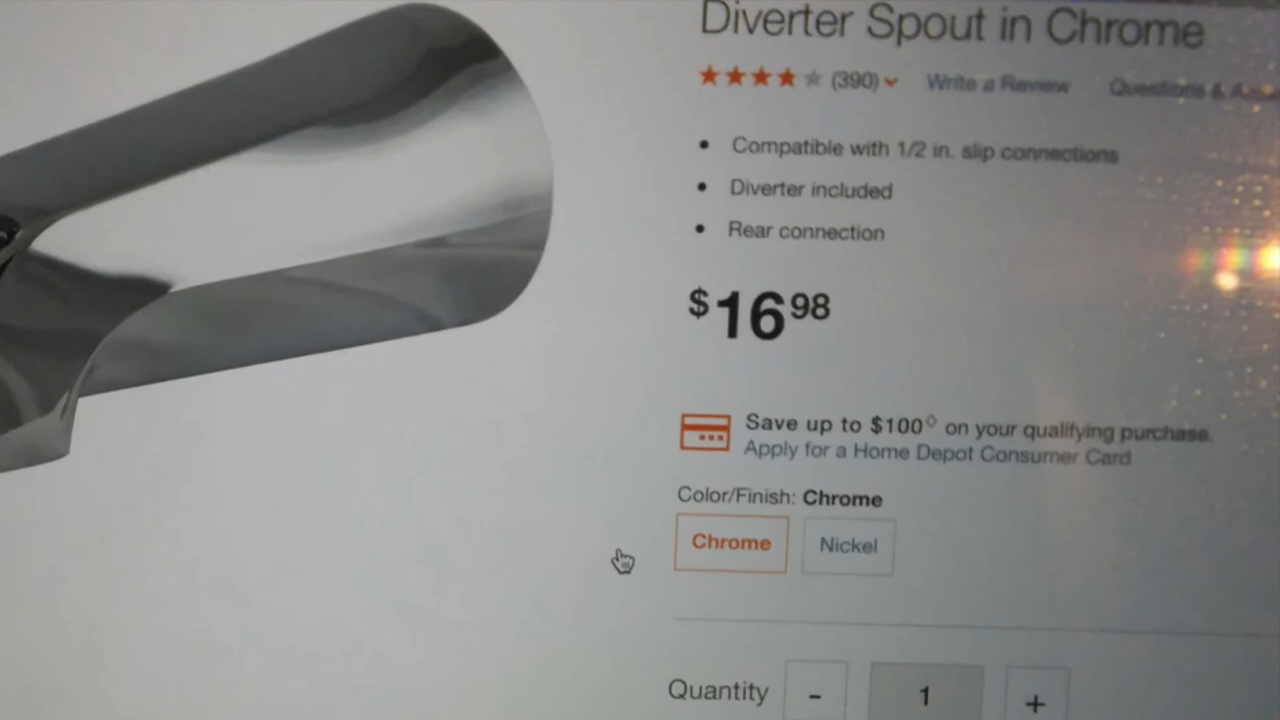 Diverter Spout in Chrome
(390) Write a Review Questions &
Compatible with 1/2 in. slip connections
Diverter included
Rear connection
$16 98
Save up to $100◊ on your qualifying purchase.
Apply for a Home Depot Consumer Card
Color/Finish: Chrome
Chrome Nickel
Quantity - 1 +